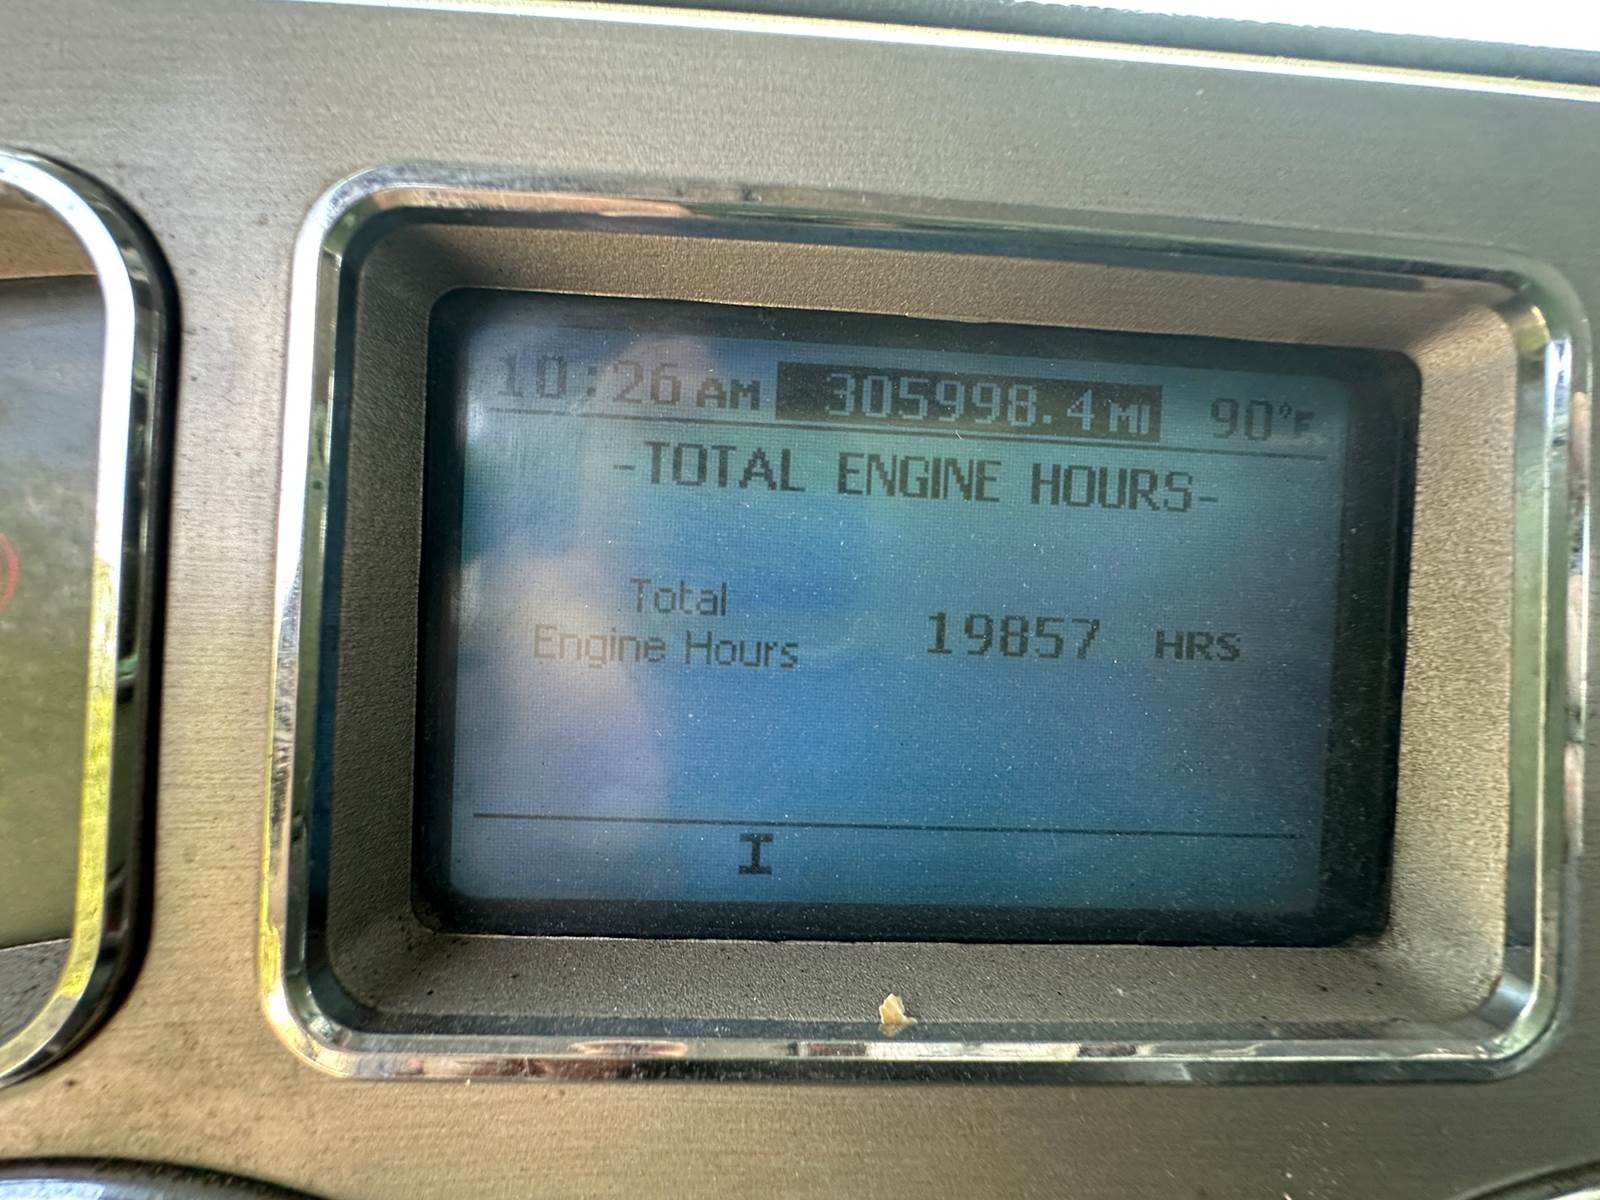 10:26 AM 305998.4 MI 90°F
-TOTAL ENGINE HOURS-
Total
Engine Hours 19857 HRS
I